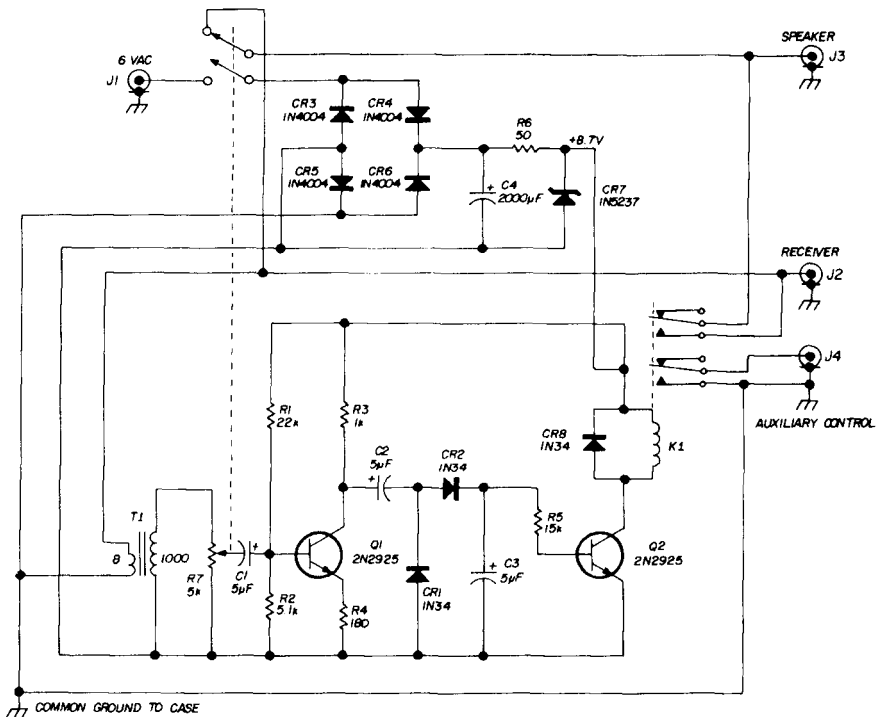 SPEAKER
J3
6 VAC
J1
CR3
1N4004
CR4
1N4004
R6
50
+8.7V
CR5
1N4004
CR6
1N4004
C4
2000µF
CR7
1N5237
RECEIVER
J2
J4
AUXILIARY CONTROL
R1
22k
R3
1k
C2
5µF
CR2
1N34
CR8
1N34
K1
T1
8
1000
R7
5k
C1
5µF
Q1
2N2925
R5
15k
Q2
2N2925
R2
5.1k
R4
180
CR1
1N34
C3
5µF
COMMON GROUND TO CASE